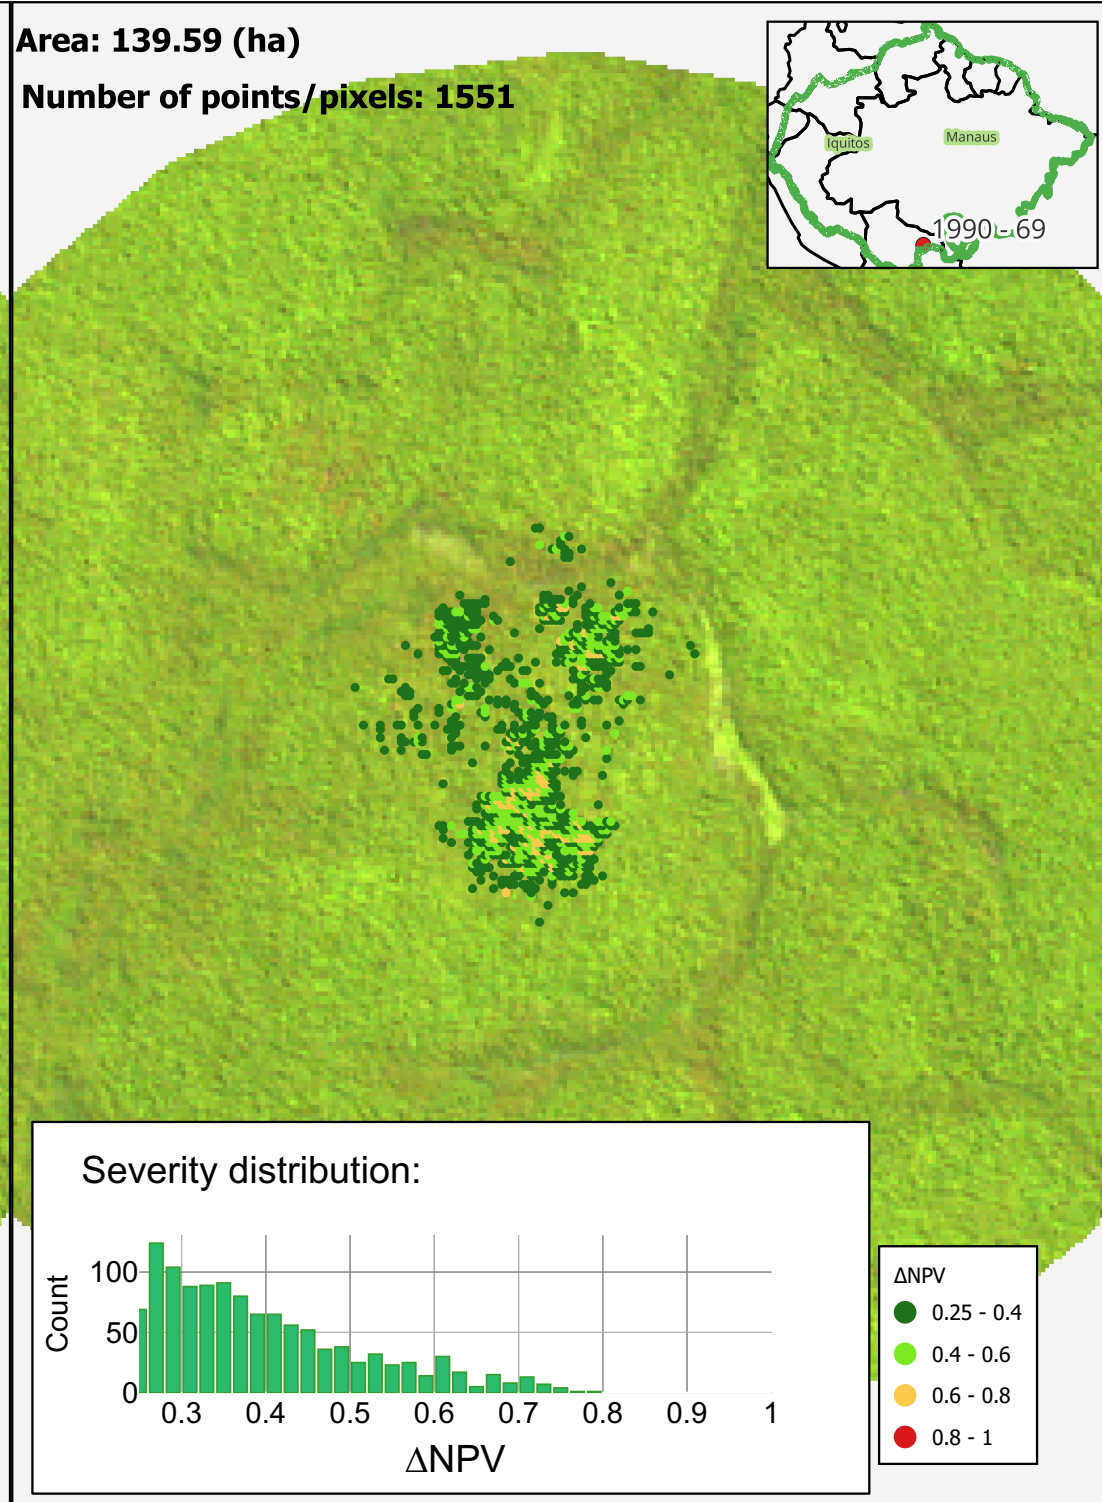 Area: 139.59 (ha)
Number of points/pixels: 1551
Iquitos
Manaus
1990 - 69
Severity distribution:
Count
100
50
0
0.3 0.4 0.5 0.6 0.7 0.8 0.9 1
ΔNPV
ΔNPV
0.25 - 0.4
0.4 - 0.6
0.6 - 0.8
0.8 - 1